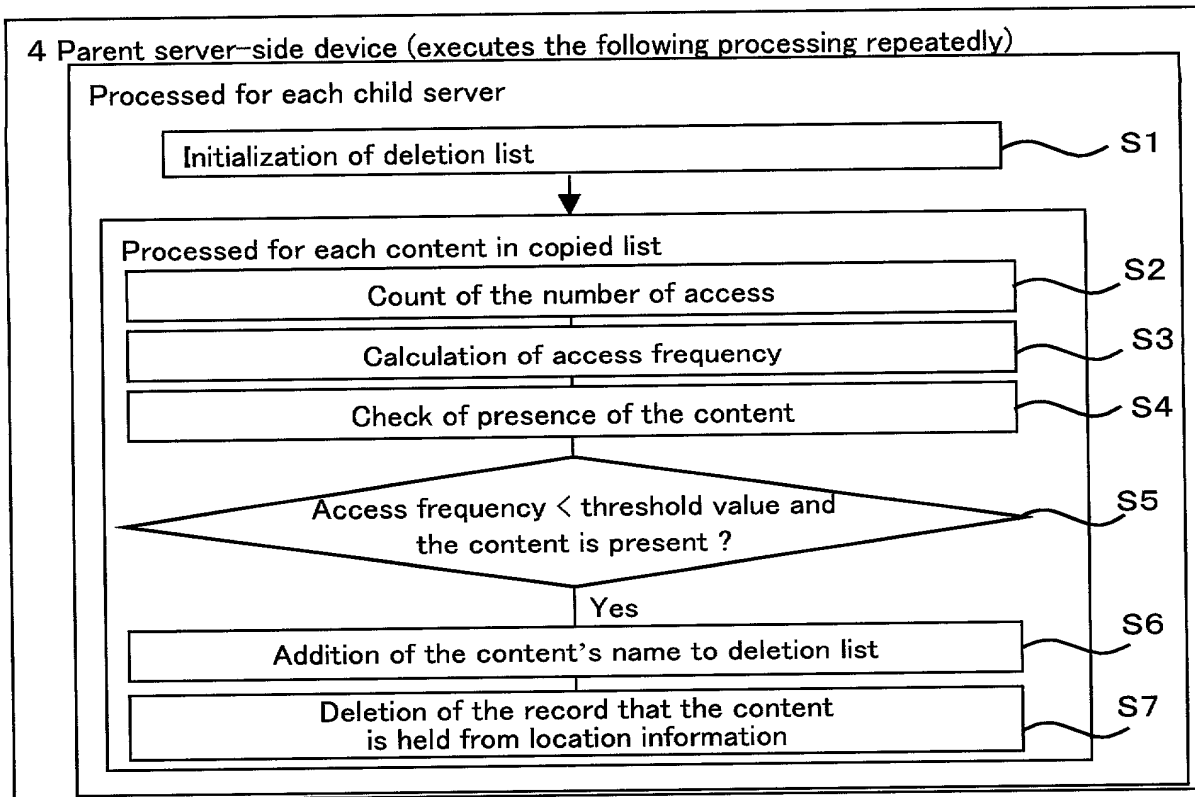 4 Parent server-side device (executes the following processing repeatedly)
Processed for each child server
Initialization of deletion list
S1
Processed for each content in copied list
Count of the number of access
S2
Calculation of access frequency
S3
Check of presence of the content
S4
Access frequency < threshold value and
the content is present ?
S5
Yes
Addition of the content's name to deletion list
S6
Deletion of the record that the content
is held from location information
S7